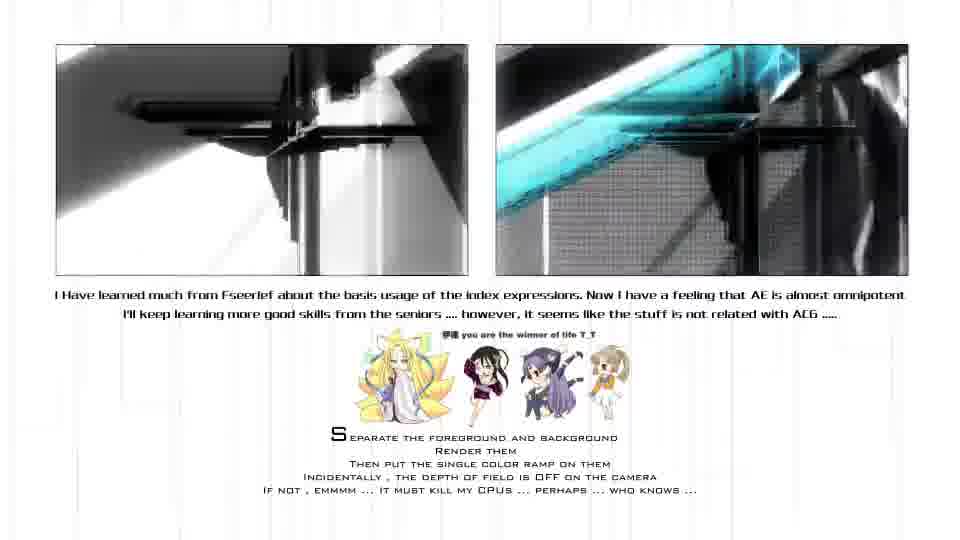 I Have learned much from Fseerlef about the basis usage of the index expressions. Now I have a feeling that AE is almost omnipotent
I'll keep learning more good skills from the seniors .... however, it seems like the stuff is not related with AC6 .....
you are the winner of life T_T
SEPARATE THE FOREGROUND AND BACKGROUND
RENDER THEM
THEN PUT THE SINGLE COLOR RAMP ON THEM
INCIDENTALLY , THE DEPTH OF FIELD IS OFF ON THE CAMERA
IF NOT , EMMMM ... IT MUST KILL MY CPUS ... PERHAPS ... WHO KNOWS ...